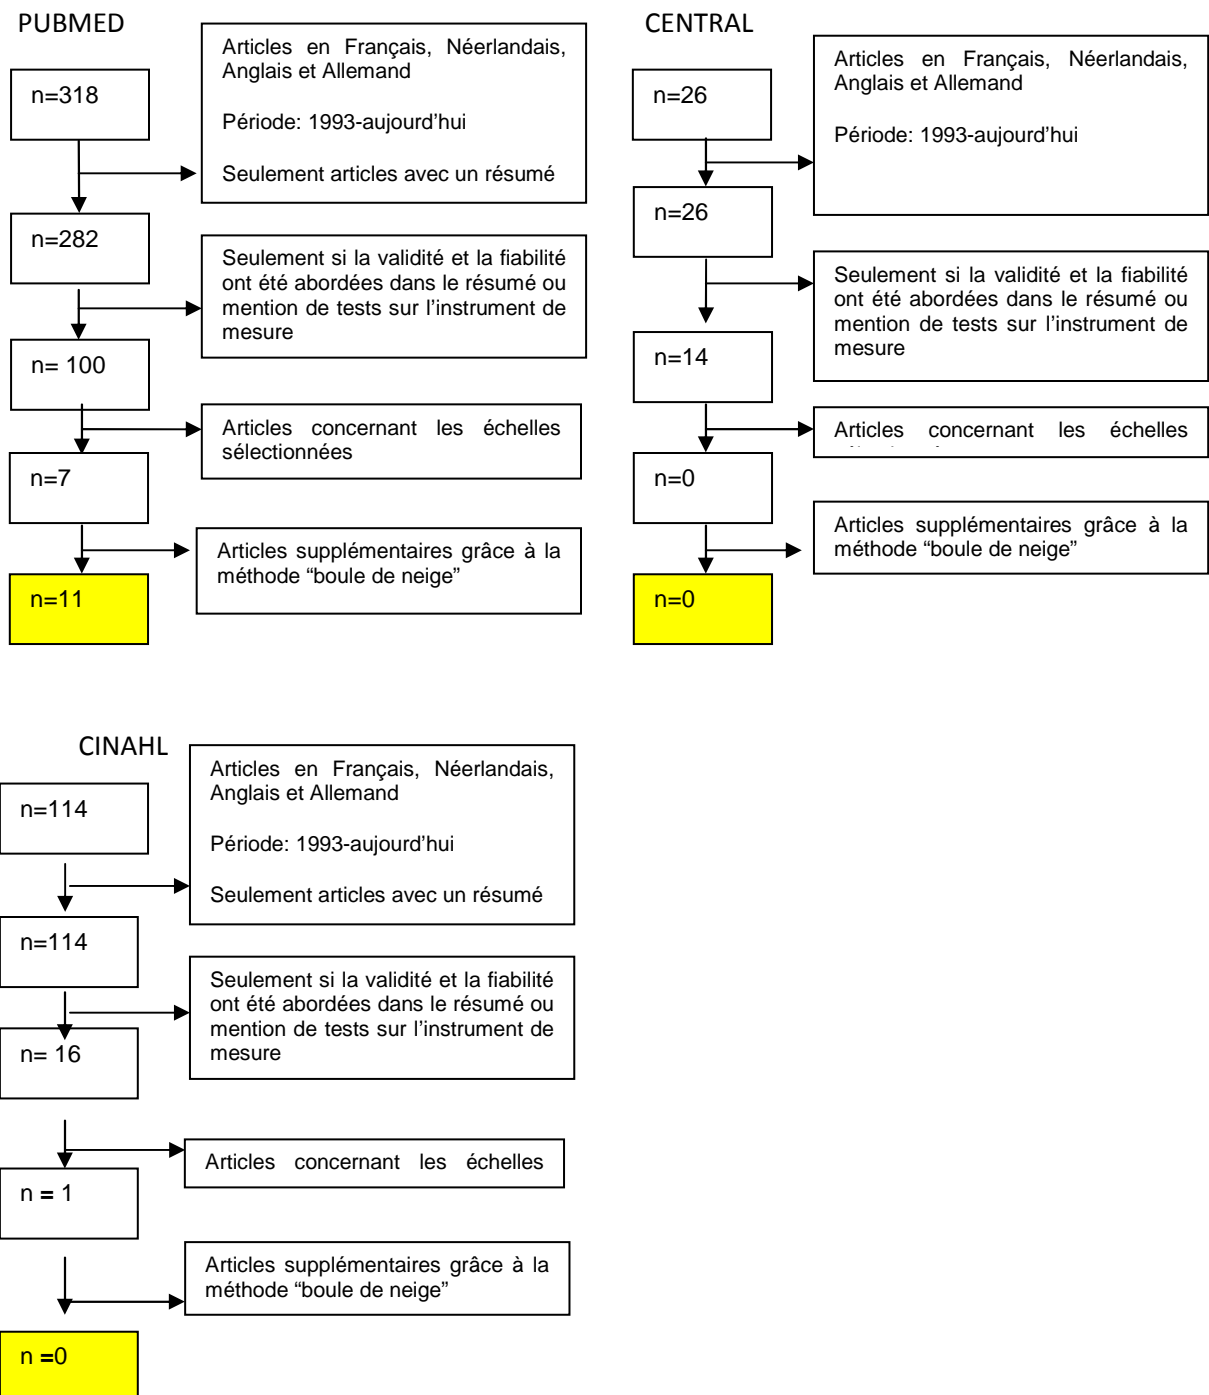 PUBMED
n=318
Articles en Français, Néerlandais,
Anglais et Allemand
Période: 1993-aujourd’hui
Seulement articles avec un résumé
n=282
Seulement si la validité et la fiabilité
ont été abordées dans le résumé ou
mention de tests sur l’instrument de
mesure
n= 100
Articles concernant les échelles
sélectionnées
n=7
Articles supplémentaires grâce à la
méthode “boule de neige”
n=11
CENTRAL
n=26
Articles en Français, Néerlandais,
Anglais et Allemand
Période: 1993-aujourd’hui
n=26
Seulement si la validité et la fiabilité
ont été abordées dans le résumé ou
mention de tests sur l’instrument de
mesure
n=14
Articles concernant les échelles
n=0
Articles supplémentaires grâce à la
méthode “boule de neige”
n=0
CINAHL
n=114
Articles en Français, Néerlandais,
Anglais et Allemand
Période: 1993-aujourd’hui
Seulement articles avec un résumé
n=114
Seulement si la validité et la fiabilité
ont été abordées dans le résumé ou
mention de tests sur l’instrument de
mesure
n= 16
Articles concernant les échelles
n = 1
Articles supplémentaires grâce à la
méthode “boule de neige”
n =0